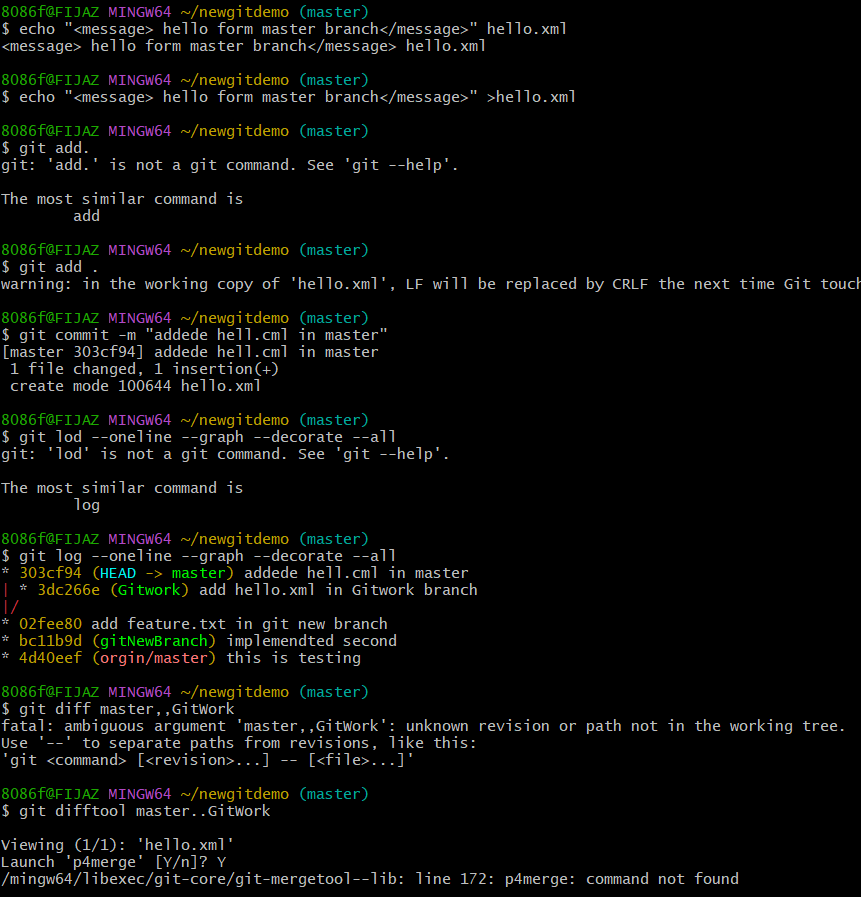 8086f@FIJAZ MINGW64 ~/newgitdemo (master)
$ echo "<message> hello form master branch</message>" hello.xml
<message> hello form master branch</message> hello.xml
8086f@FIJAZ MINGW64 ~/newgitdemo (master)
$ echo "<message> hello form master branch</message>" >hello.xml
8086f@FIJAZ MINGW64 ~/newgitdemo (master)
$ git add.
git: 'add.' is not a git command. See 'git --help'.
The most similar command is
        add
8086f@FIJAZ MINGW64 ~/newgitdemo (master)
$ git add .
warning: in the working copy of 'hello.xml', LF will be replaced by CRLF the next time Git touch
8086f@FIJAZ MINGW64 ~/newgitdemo (master)
$ git commit -m "addede hell.cml in master"
[master 303cf94] addede hell.cml in master
 1 file changed, 1 insertion(+)
 create mode 100644 hello.xml
8086f@FIJAZ MINGW64 ~/newgitdemo (master)
$ git lod --oneline --graph --decorate --all
git: 'lod' is not a git command. See 'git --help'.
The most similar command is
        log
8086f@FIJAZ MINGW64 ~/newgitdemo (master)
$ git log --oneline --graph --decorate --all
* 303cf94 (HEAD -> master) addede hell.cml in master
| * 3dc266e (Gitwork) add hello.xml in Gitwork branch
|/
* 02fee80 add feature.txt in git new branch
* bc11b9d (gitNewBranch) implemendted second
* 4d40eef (orgin/master) this is testing
8086f@FIJAZ MINGW64 ~/newgitdemo (master)
$ git diff master,,GitWork
fatal: ambiguous argument 'master,,GitWork': unknown revision or path not in the working tree.
Use '--' to separate paths from revisions, like this:
'git <command> [<revision>...] -- [<file>...]'
8086f@FIJAZ MINGW64 ~/newgitdemo (master)
$ git difftool master..GitWork
Viewing (1/1): 'hello.xml'
Launch 'p4merge' [Y/n]? Y
/mingw64/libexec/git-core/git-mergetool--lib: line 172: p4merge: command not found